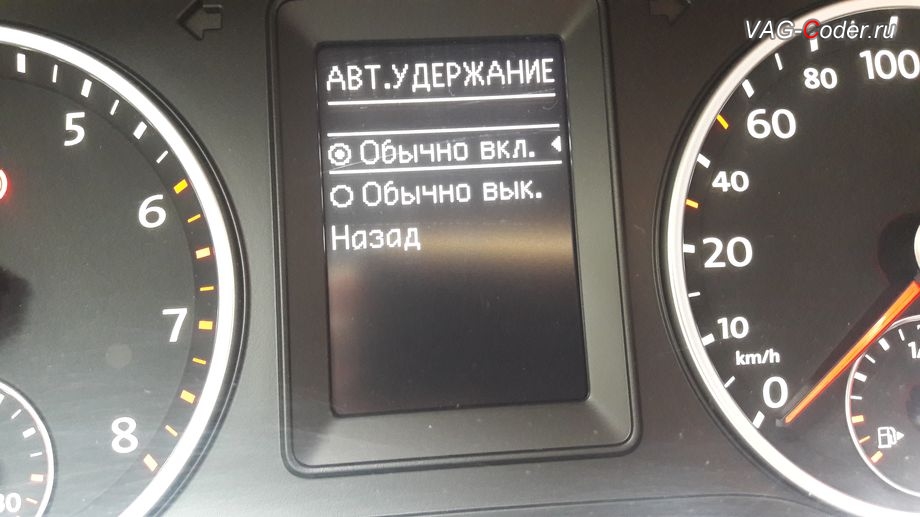 VAG-Coder.ru
АВТ.УДЕРЖАНИЕ
Обычно вкл.
Обычно вык.
Назад
5
6
7
8
100
80
60
40
20
10
km/h
0